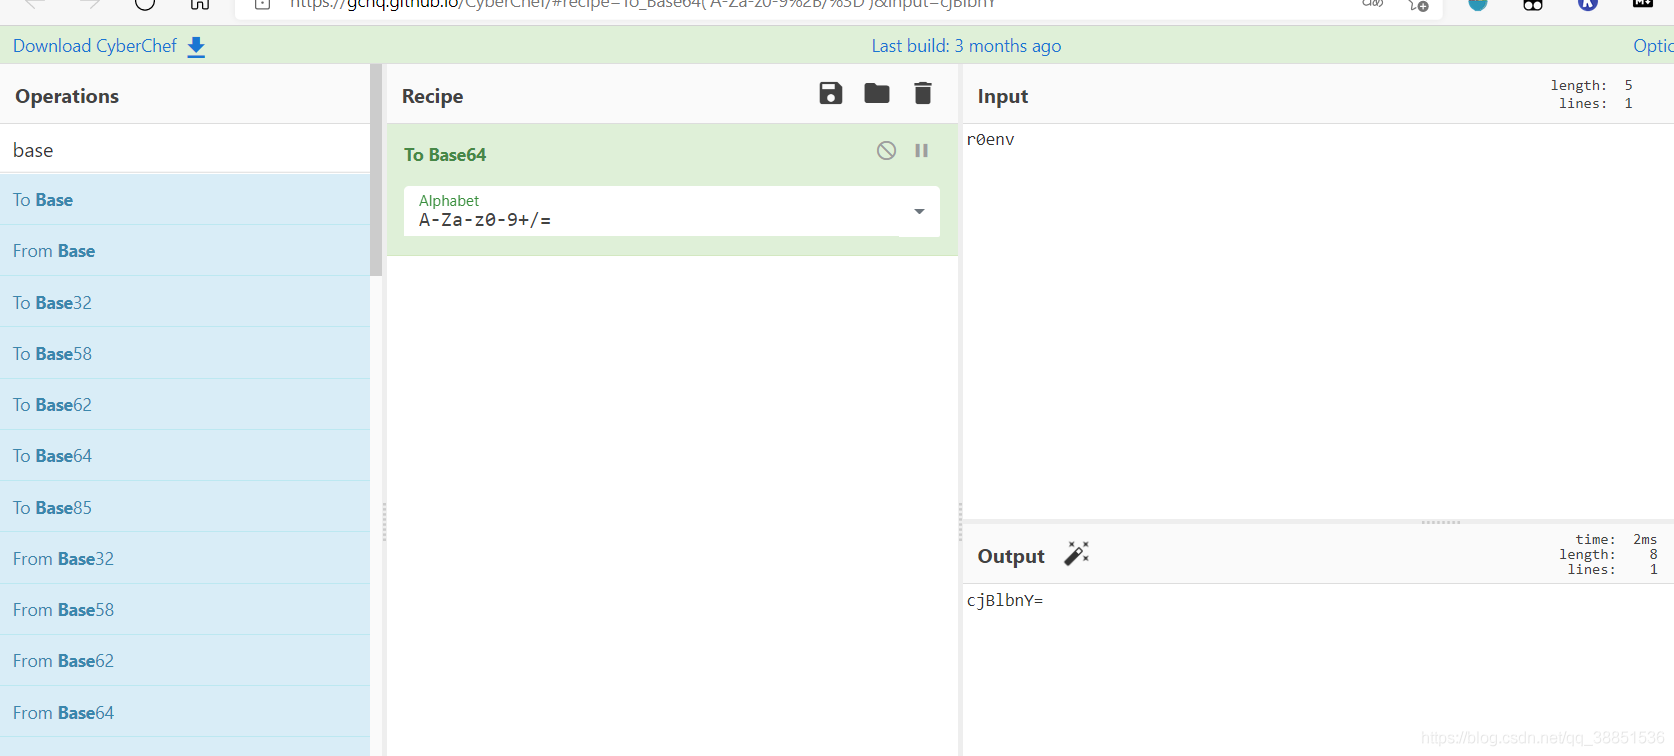 https://gchq.github.io/CyberChef/#recipe=To_Base64('A-Za-z0-9%2B/%3D')&input=cjBlbnY
Download CyberChef
Last build: 3 months ago
Optic
Operations
base
To Base
From Base
To Base32
To Base58
To Base62
To Base64
To Base85
From Base32
From Base58
From Base62
From Base64
Recipe
To Base64
Alphabet
A-Za-z0-9+/=
Input
length: 5
lines: 1
r0env
Output
time: 2ms
length: 8
lines: 1
cjBlbnY=
https://blog.csdn.net/qq_38851536